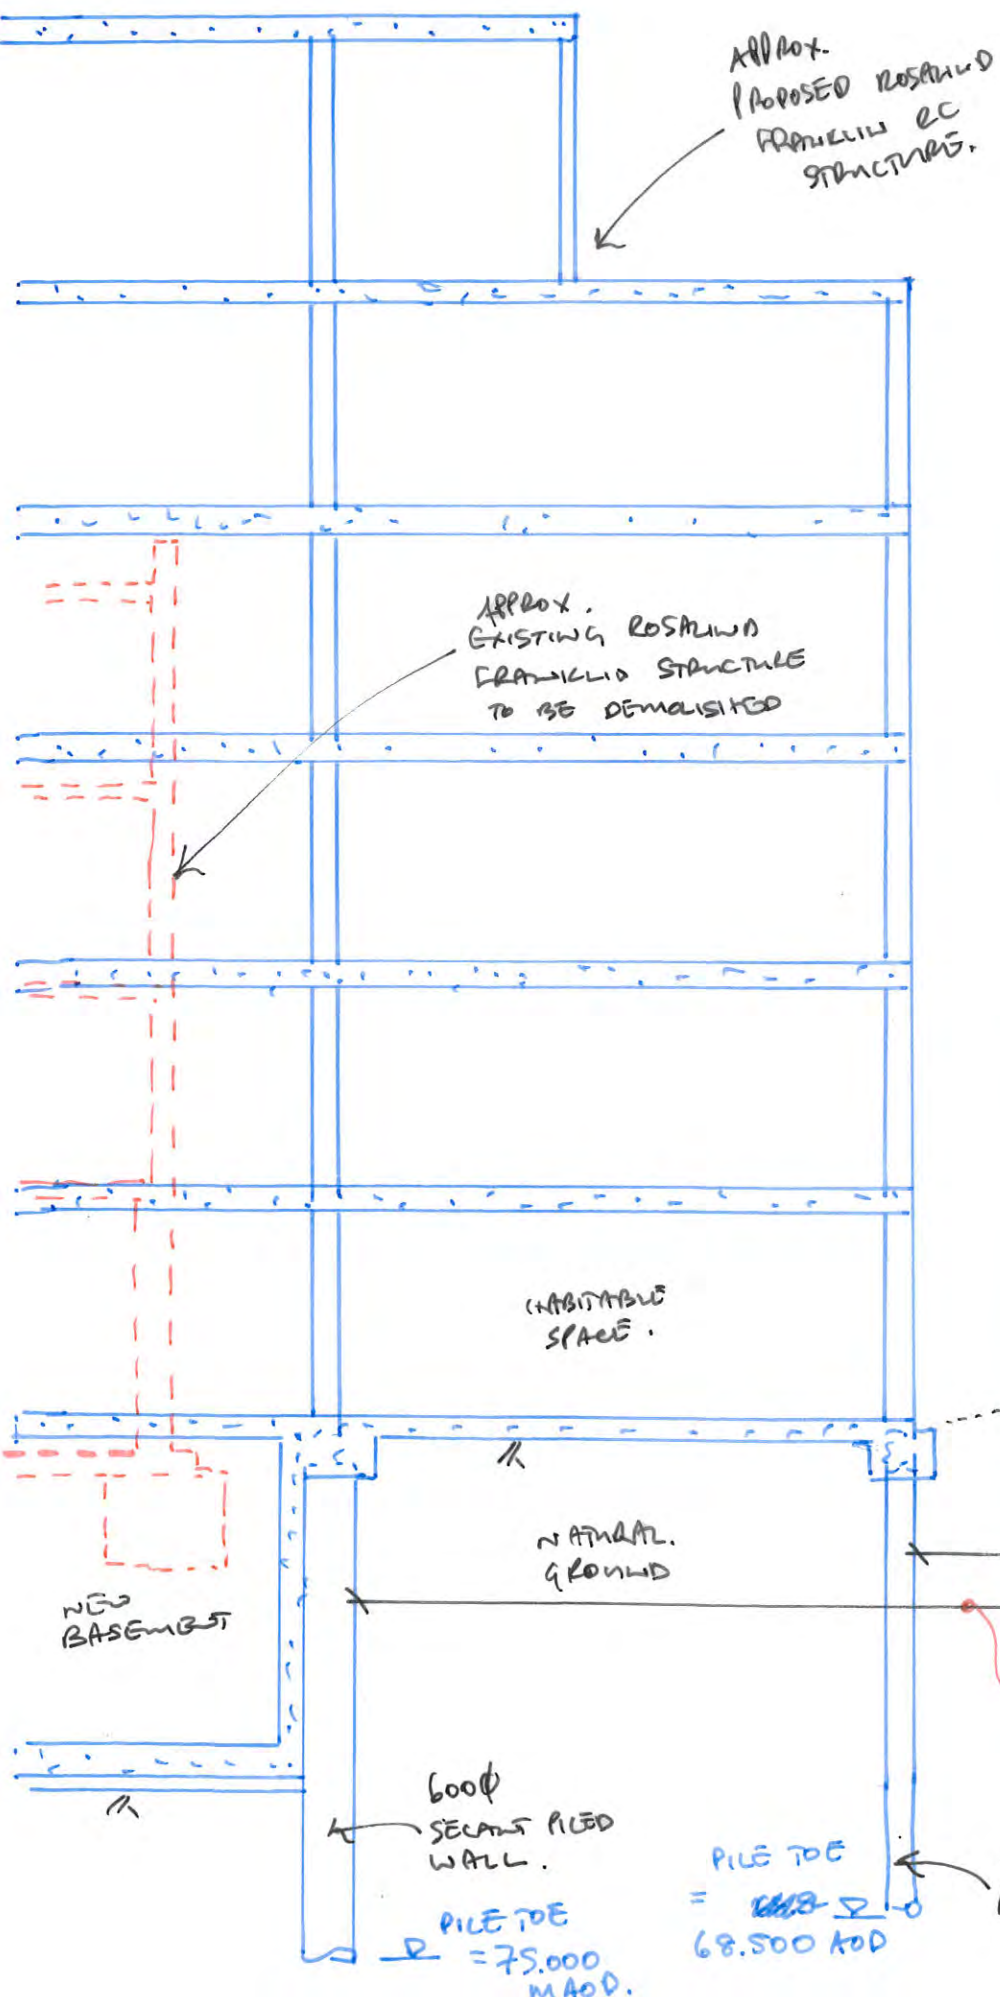 APPROX.
PROPOSED ROSALIND
FRANKLIN RC
STRUCTURE.
APPROX.
EXISTING ROSALIND
FRANKLIN STRUCTURE
TO BE DEMOLISHED
HABITABLE
SPACE.
NATURAL.
GROUND
NEW
BASEMENT
600φ
SECANT PILED
WALL.
PILE TOE
=
68.500 AOD
PILE TOE
=75.000
MAOD.